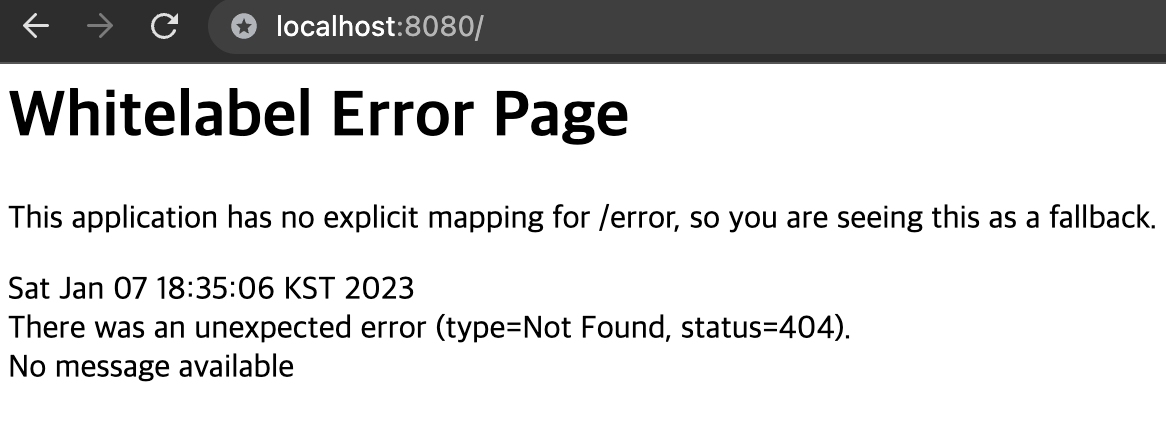 localhost:8080/
Whitelabel Error Page
This application has no explicit mapping for /error, so you are seeing this as a fallback.
Sat Jan 07 18:35:06 KST 2023
There was an unexpected error (type=Not Found, status=404).
No message available